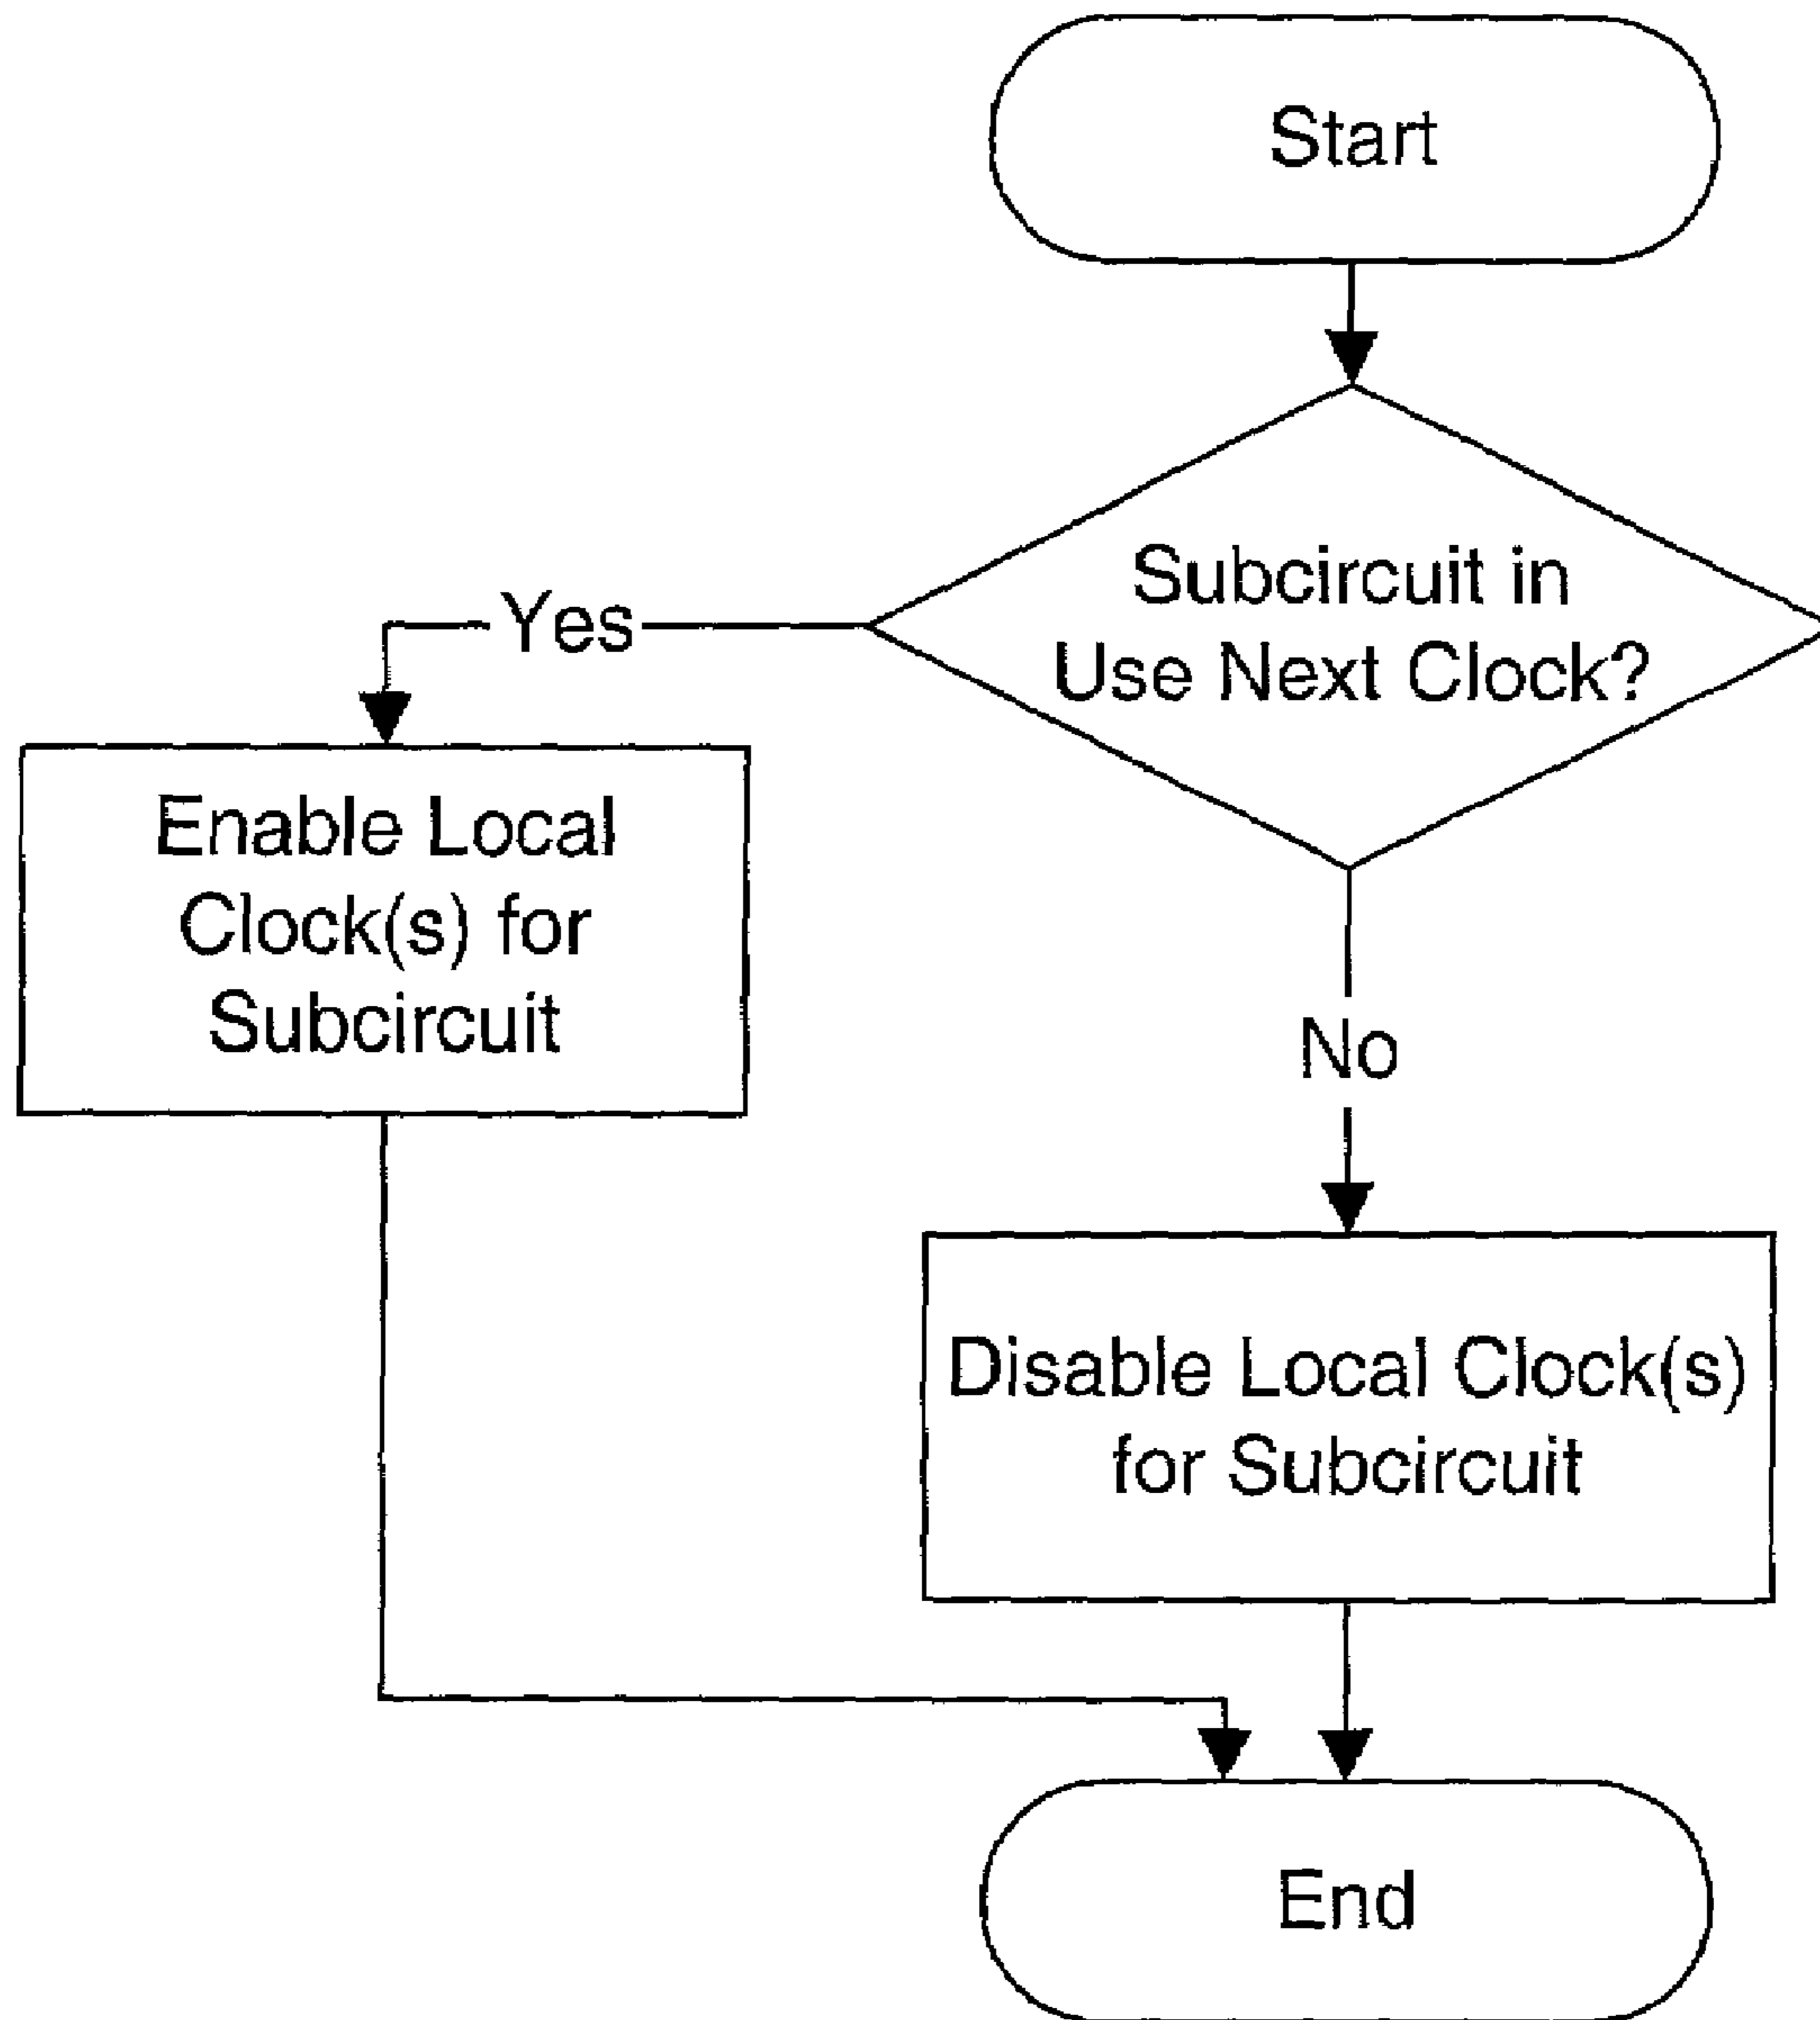 Start
Subcircuit in
Use Next Clock?
Yes
Enable Local
Clock(s) for
Subcircuit
No
Disable Local Clock(s)
for Subcircuit
End